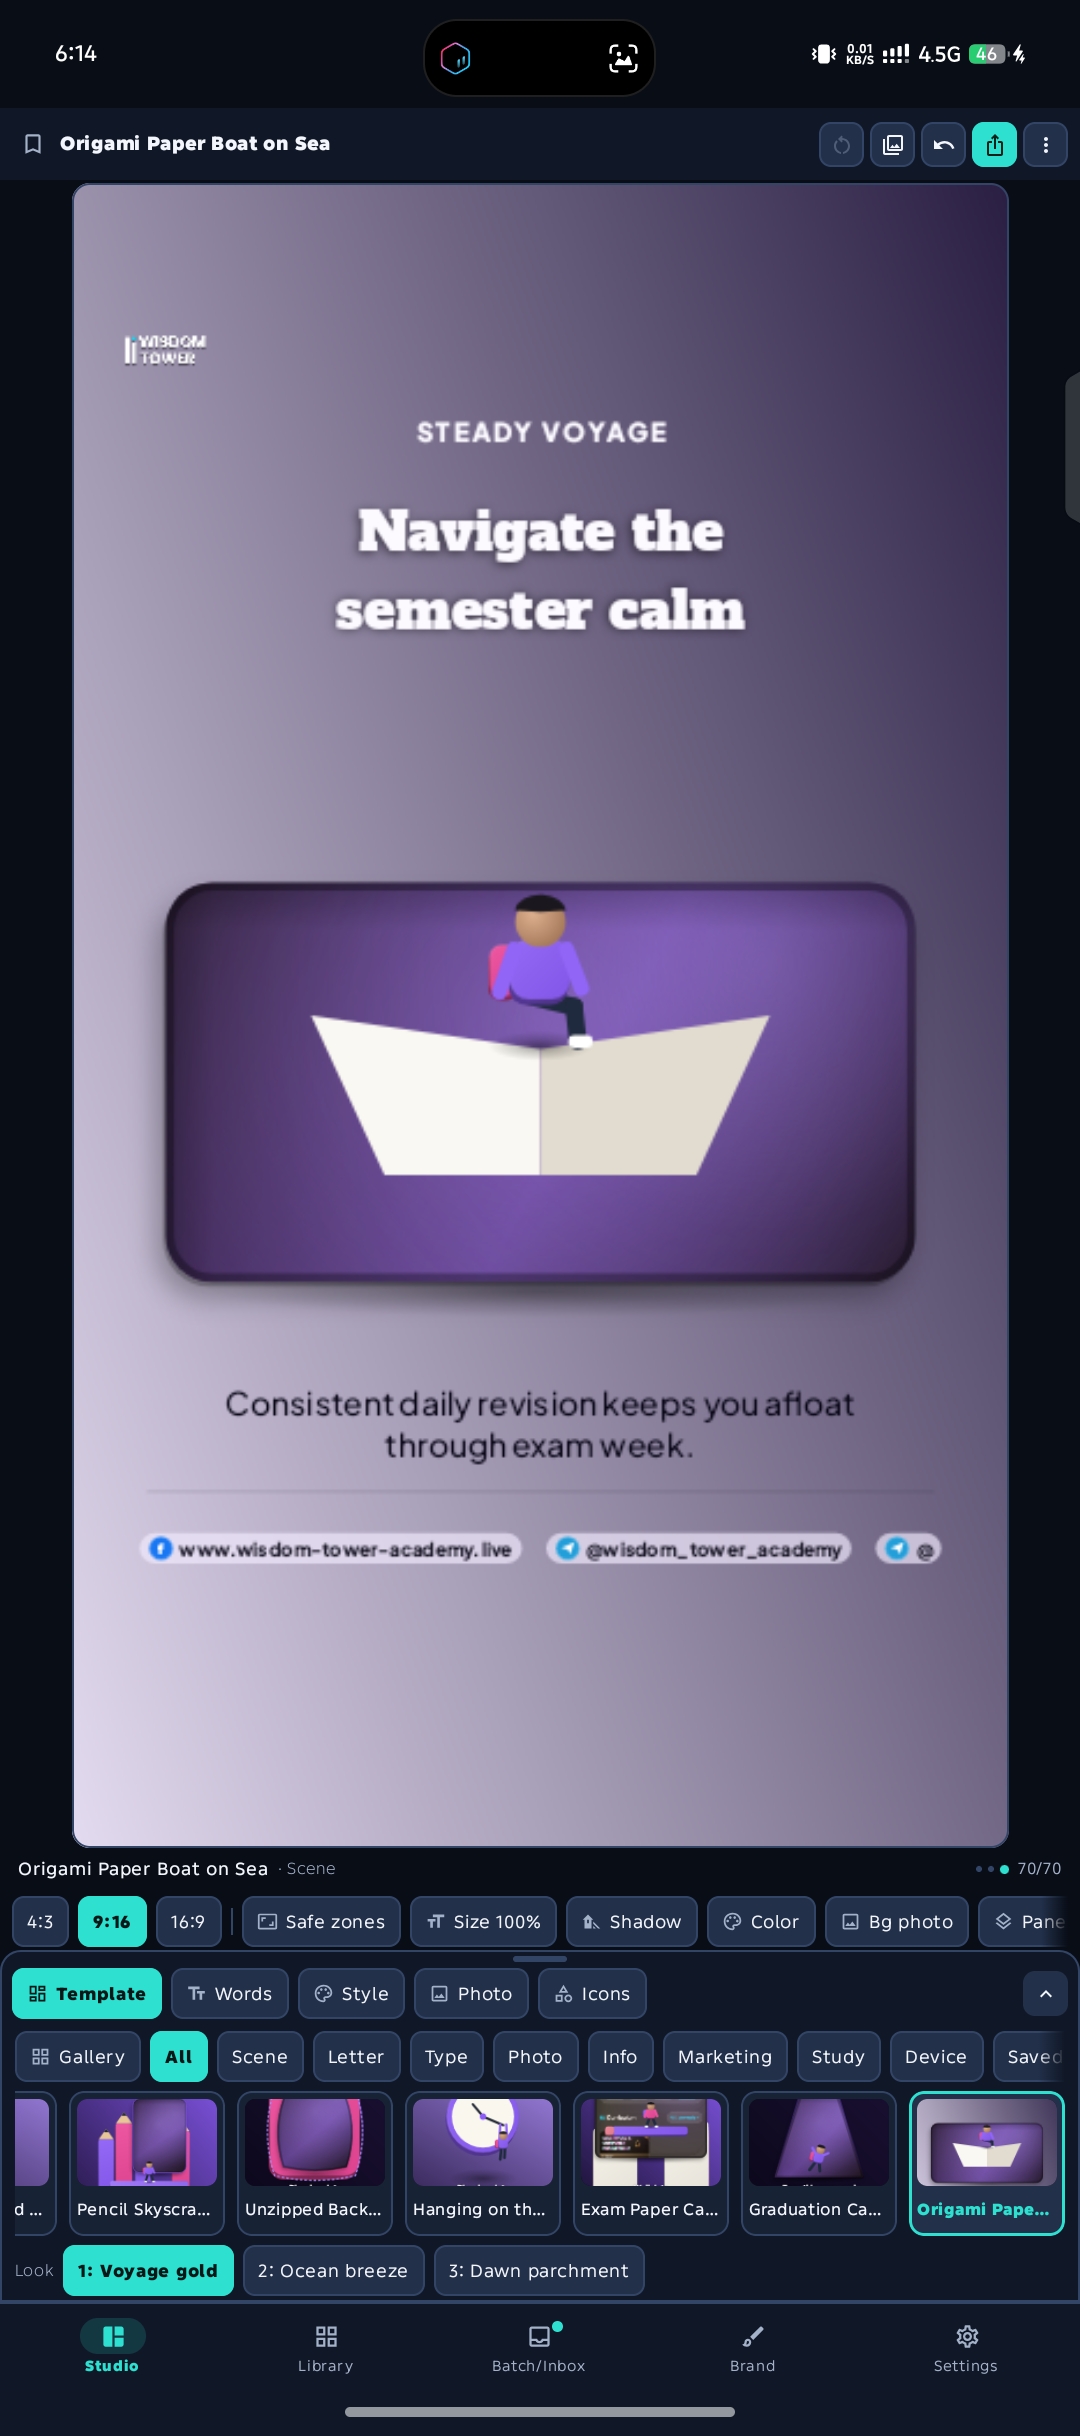 6:14
0.01
KB/S
4.5G
46
Origami Paper Boat on Sea
WISDOM
TOWER
STEADY VOYAGE
Navigate the
semester calm
Consistent daily revision keeps you afloat
through exam week.
www.wisdom-tower-academy.live
@wisdom_tower_academy
@
Origami Paper Boat on Sea · Scene
70/70
4:3
9:16
16:9
Safe zones
Size 100%
Shadow
Color
Bg photo
Pane
Template
Words
Style
Photo
Icons
Gallery
All
Scene
Letter
Type
Photo
Info
Marketing
Study
Device
Saved
d ...
Pencil Skyscra...
Unzipped Back...
Hanging on th...
Exam Paper Ca...
Graduation Ca...
Origami Pape...
Look
1: Voyage gold
2: Ocean breeze
3: Dawn parchment
Studio
Library
Batch/Inbox
Brand
Settings